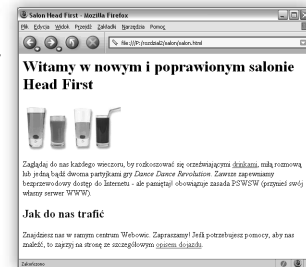 Salon Head First - Mozilla Firefox
Plik Edycja Widok Przejdź Zakładki Narzędzia Pomoc
file:///P:/rozdzial2/salon/salon.html
Witamy w nowym i poprawionym salonie
Head First
Zaglądaj do nas każdego wieczoru, by rozkoszować się orzeźwiającymi drinkami, miłą rozmową
lub jedną bądź dwoma partyjkami gry Dance Dance Revolution. Zawsze zapewniamy
bezprzewodowy dostęp do Internetu - ale pamiętaj! obowiązuje zasada PSWSW (przynieś swój
własny serwer WWW).
Jak do nas trafić
Znajdziesz nas w samym centrum Webowic. Zapraszamy! Jeśli potrzebujesz pomocy, aby nas
znaleźć, to zajrzyj na stronę ze szczegółowym opisem dojazdu.
Zakończono